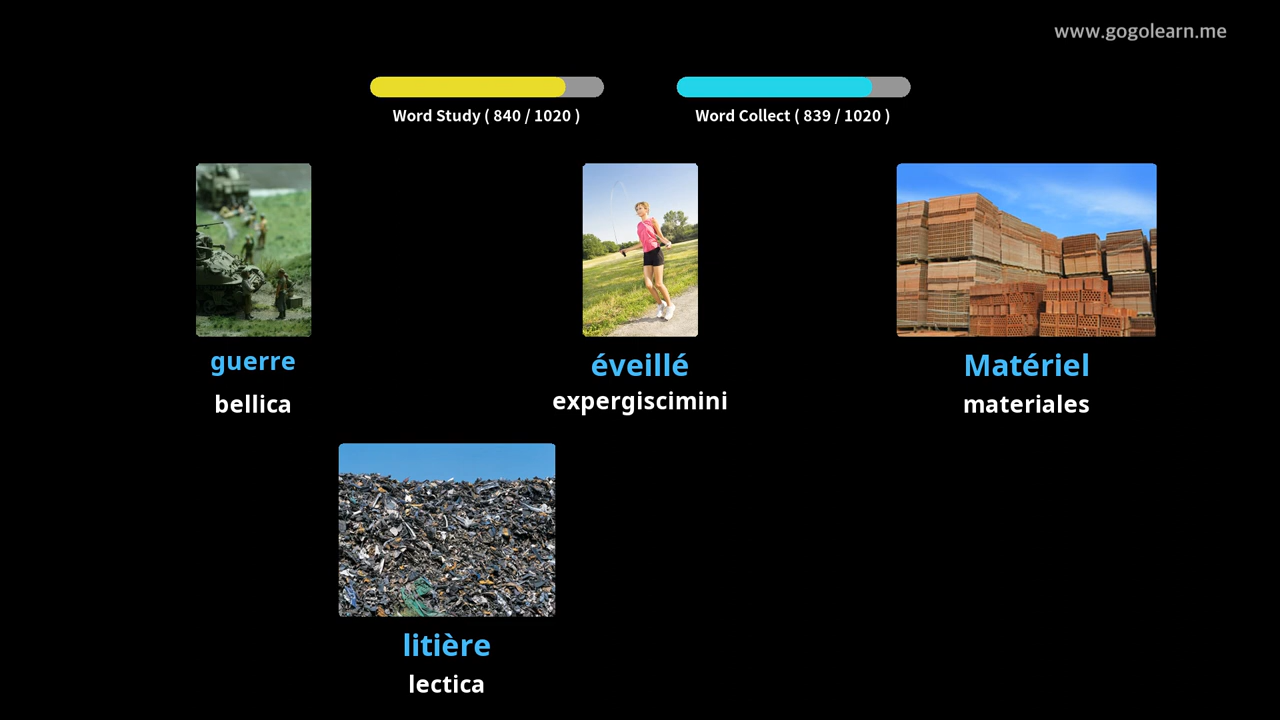 www.gogolearn.me
Word Study ( 840 / 1020 )
Word Collect ( 839 / 1020 )
guerre
bellica
éveillé
expergiscimini
Matériel
materiales
litière
lectica